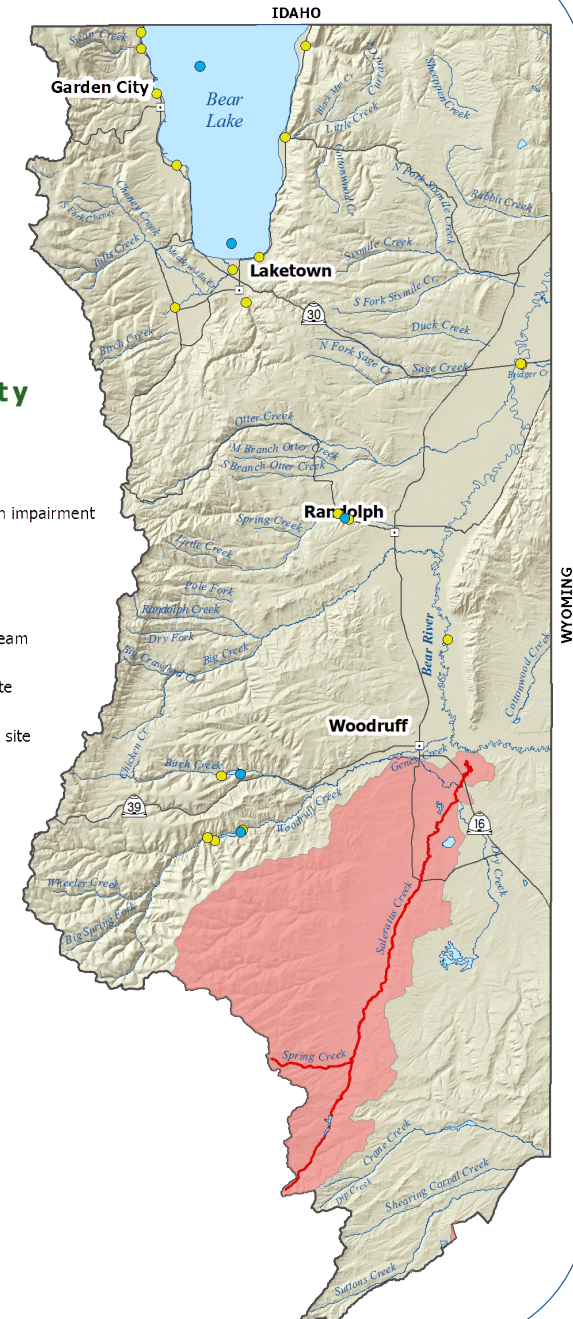 IDAHO
Swan Creek
Garden City
Bear
Lake
Black Mtn Cr
Little Creek
Sheeppen Creek
Cottonwood Cr
N Fork Sixmile Creek
Rabbit Creek
Cheney Creek
S Fork Cheney
Tufts Creek
Meadowville Cr
Sixmile Creek
Laketown
S Fork Sixmile Cr
30
Duck Creek
Birch Creek
N Fork Sage Cr
Sage Creek
Bridger Cr
ty
Otter Creek
M Branch Otter Creek
S Branch Otter Creek
n impairment
Randolph
Spring Creek
Little Creek
Pole Fork
WYOMING
Randolph Creek
eam
Dry Fork
Big Creek
Big Crawford Cr
Bear River
Cottonwood Creek
te
site
Woodruff
Chicken Cr
Birch Creek
Genes Creek
39
Woodruff Creek
16
Dry Creek
Wheeler Creek
Big Spring Fork
Saleratus Creek
Spring Creek
Crane Creek
Dip Creek
Shearing Corral Creek
Suttons Creek